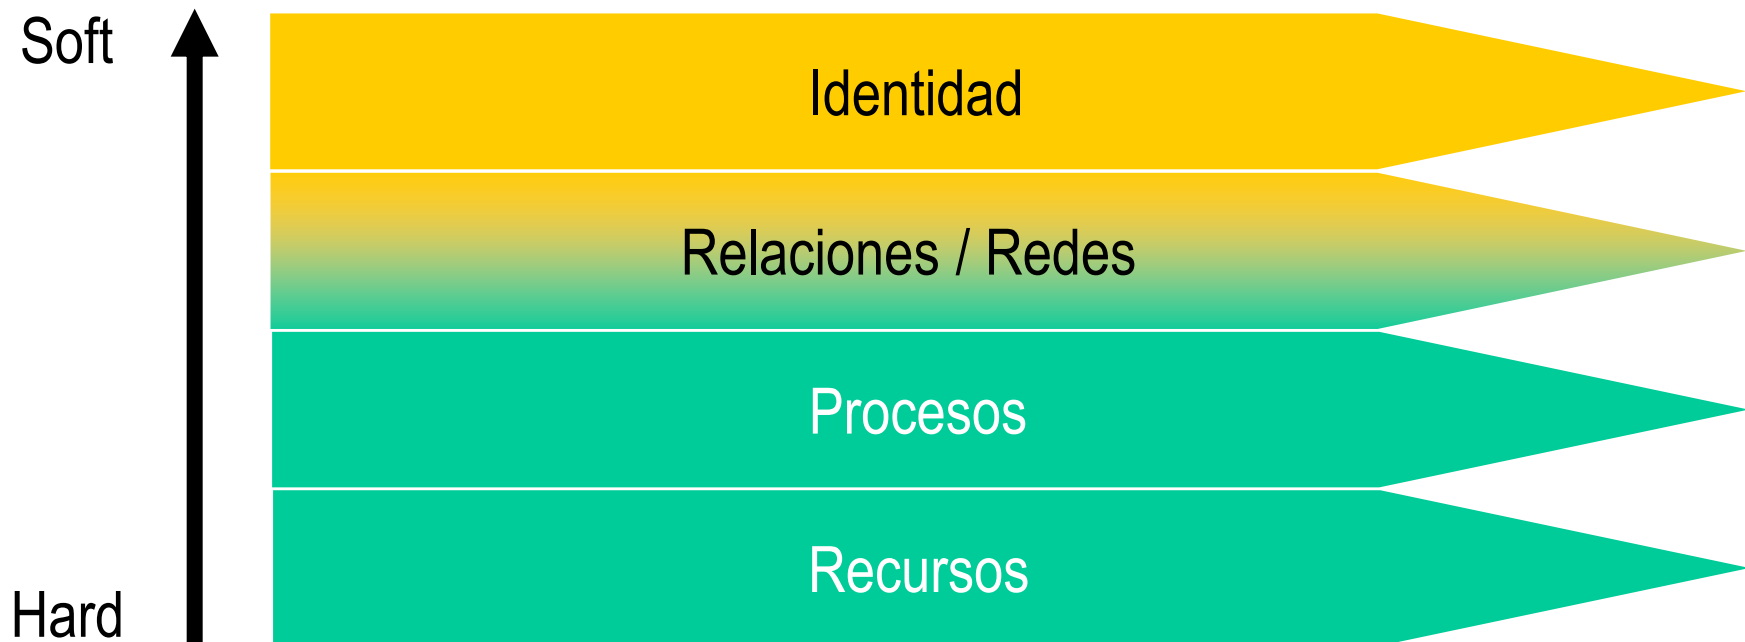 Soft
Identidad
Relaciones / Redes
Procesos
Recursos
Hard